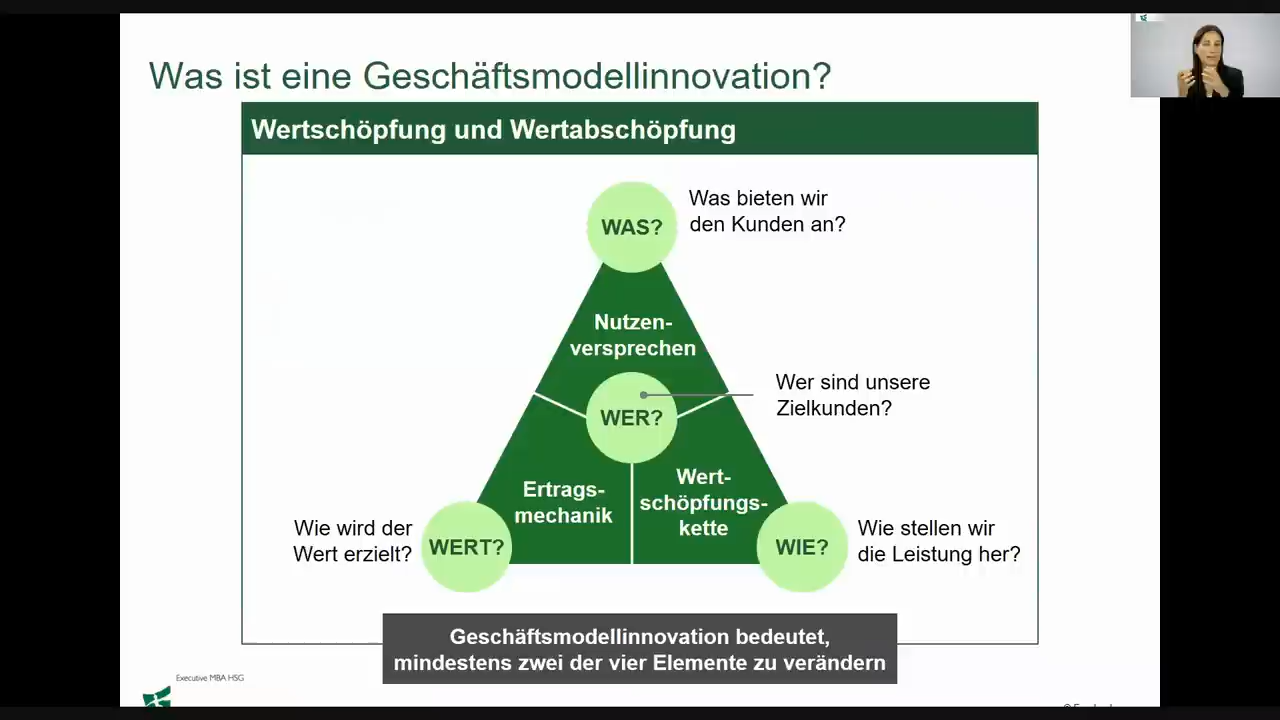 Was ist eine Geschäftsmodellinnovation?
Wertschöpfung und Wertabschöpfung
WAS?
Was bieten wir
den Kunden an?
Nutzen-
versprechen
WER?
Wer sind unsere
Zielkunden?
Ertrags-
mechanik
Wert-
schöpfungs-
kette
Wie wird der
Wert erzielt?
WERT?
WIE?
Wie stellen wir
die Leistung her?
Geschäftsmodellinnovation bedeutet,
mindestens zwei der vier Elemente zu verändern
Executive MBA HSG